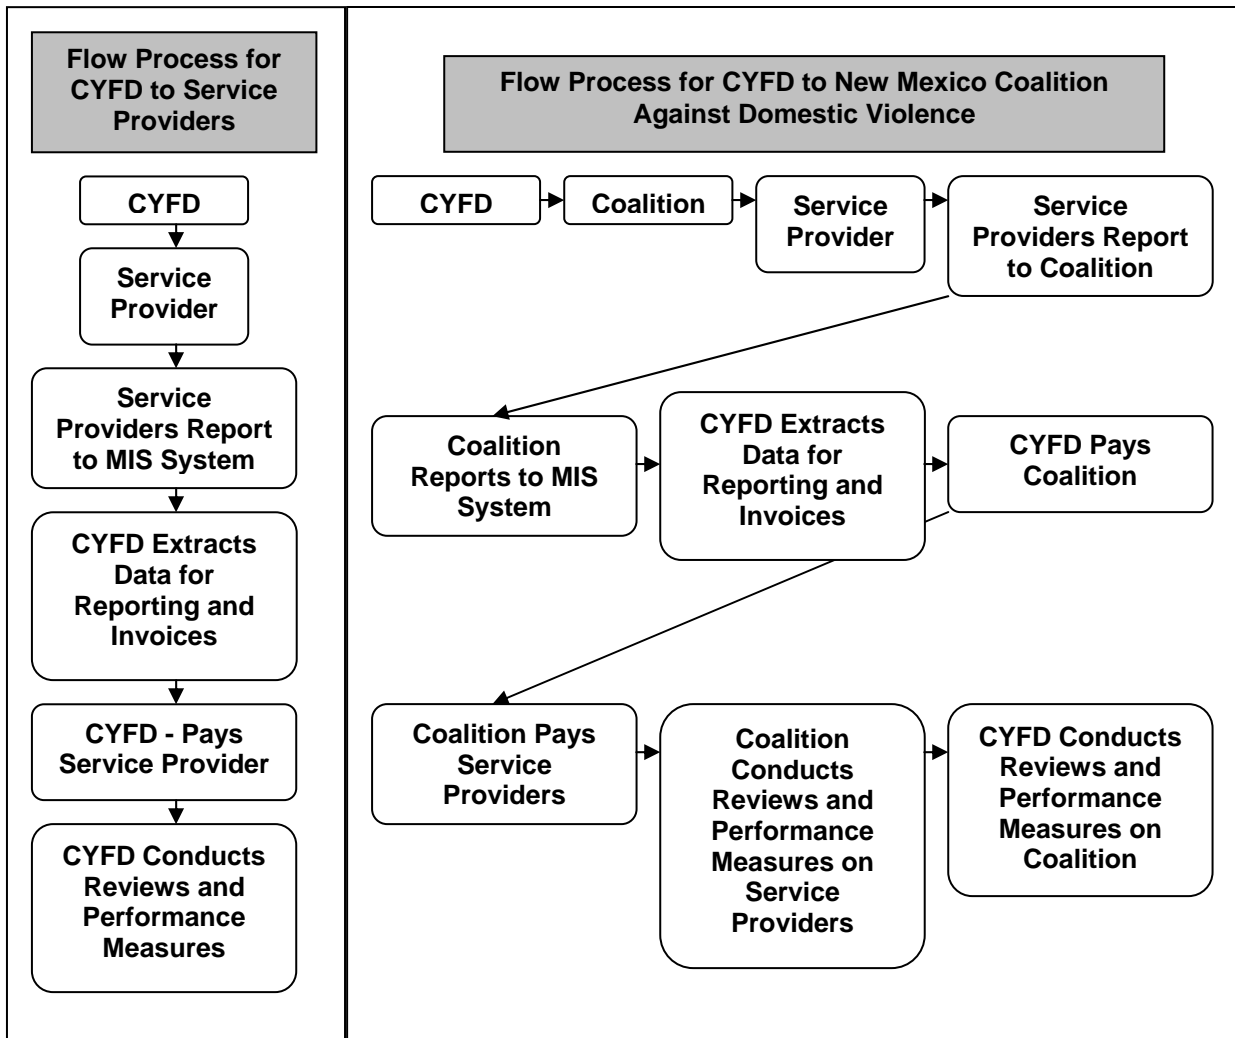 Flow Process for
CYFD to Service
Providers
CYFD
Service
Provider
Service
Providers Report
to MIS System
CYFD Extracts
Data for
Reporting and
Invoices
CYFD - Pays
Service Provider
CYFD Conducts
Reviews and
Performance
Measures
Flow Process for CYFD to New Mexico Coalition
Against Domestic Violence
CYFD
Coalition
Service
Provider
Service
Providers Report
to Coalition
Coalition
Reports to MIS
System
CYFD Extracts
Data for
Reporting and
Invoices
CYFD Pays
Coalition
Coalition Pays
Service
Providers
Coalition
Conducts
Reviews and
Performance
Measures on
Service
Providers
CYFD Conducts
Reviews and
Performance
Measures on
Coalition